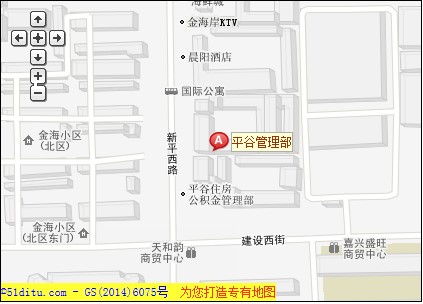 海鲜城
金海岸KTV
晨阳酒店
国际公寓
新平西路
金海小区
(北区)
A
平谷管理部
平谷住房
公积金管理部
金海小区
(北区东门)
建设西街
天和韵
商贸中心
嘉兴盛旺
商贸中心
©51ditu.com - GS(2014)6075号 为您打造专有地图